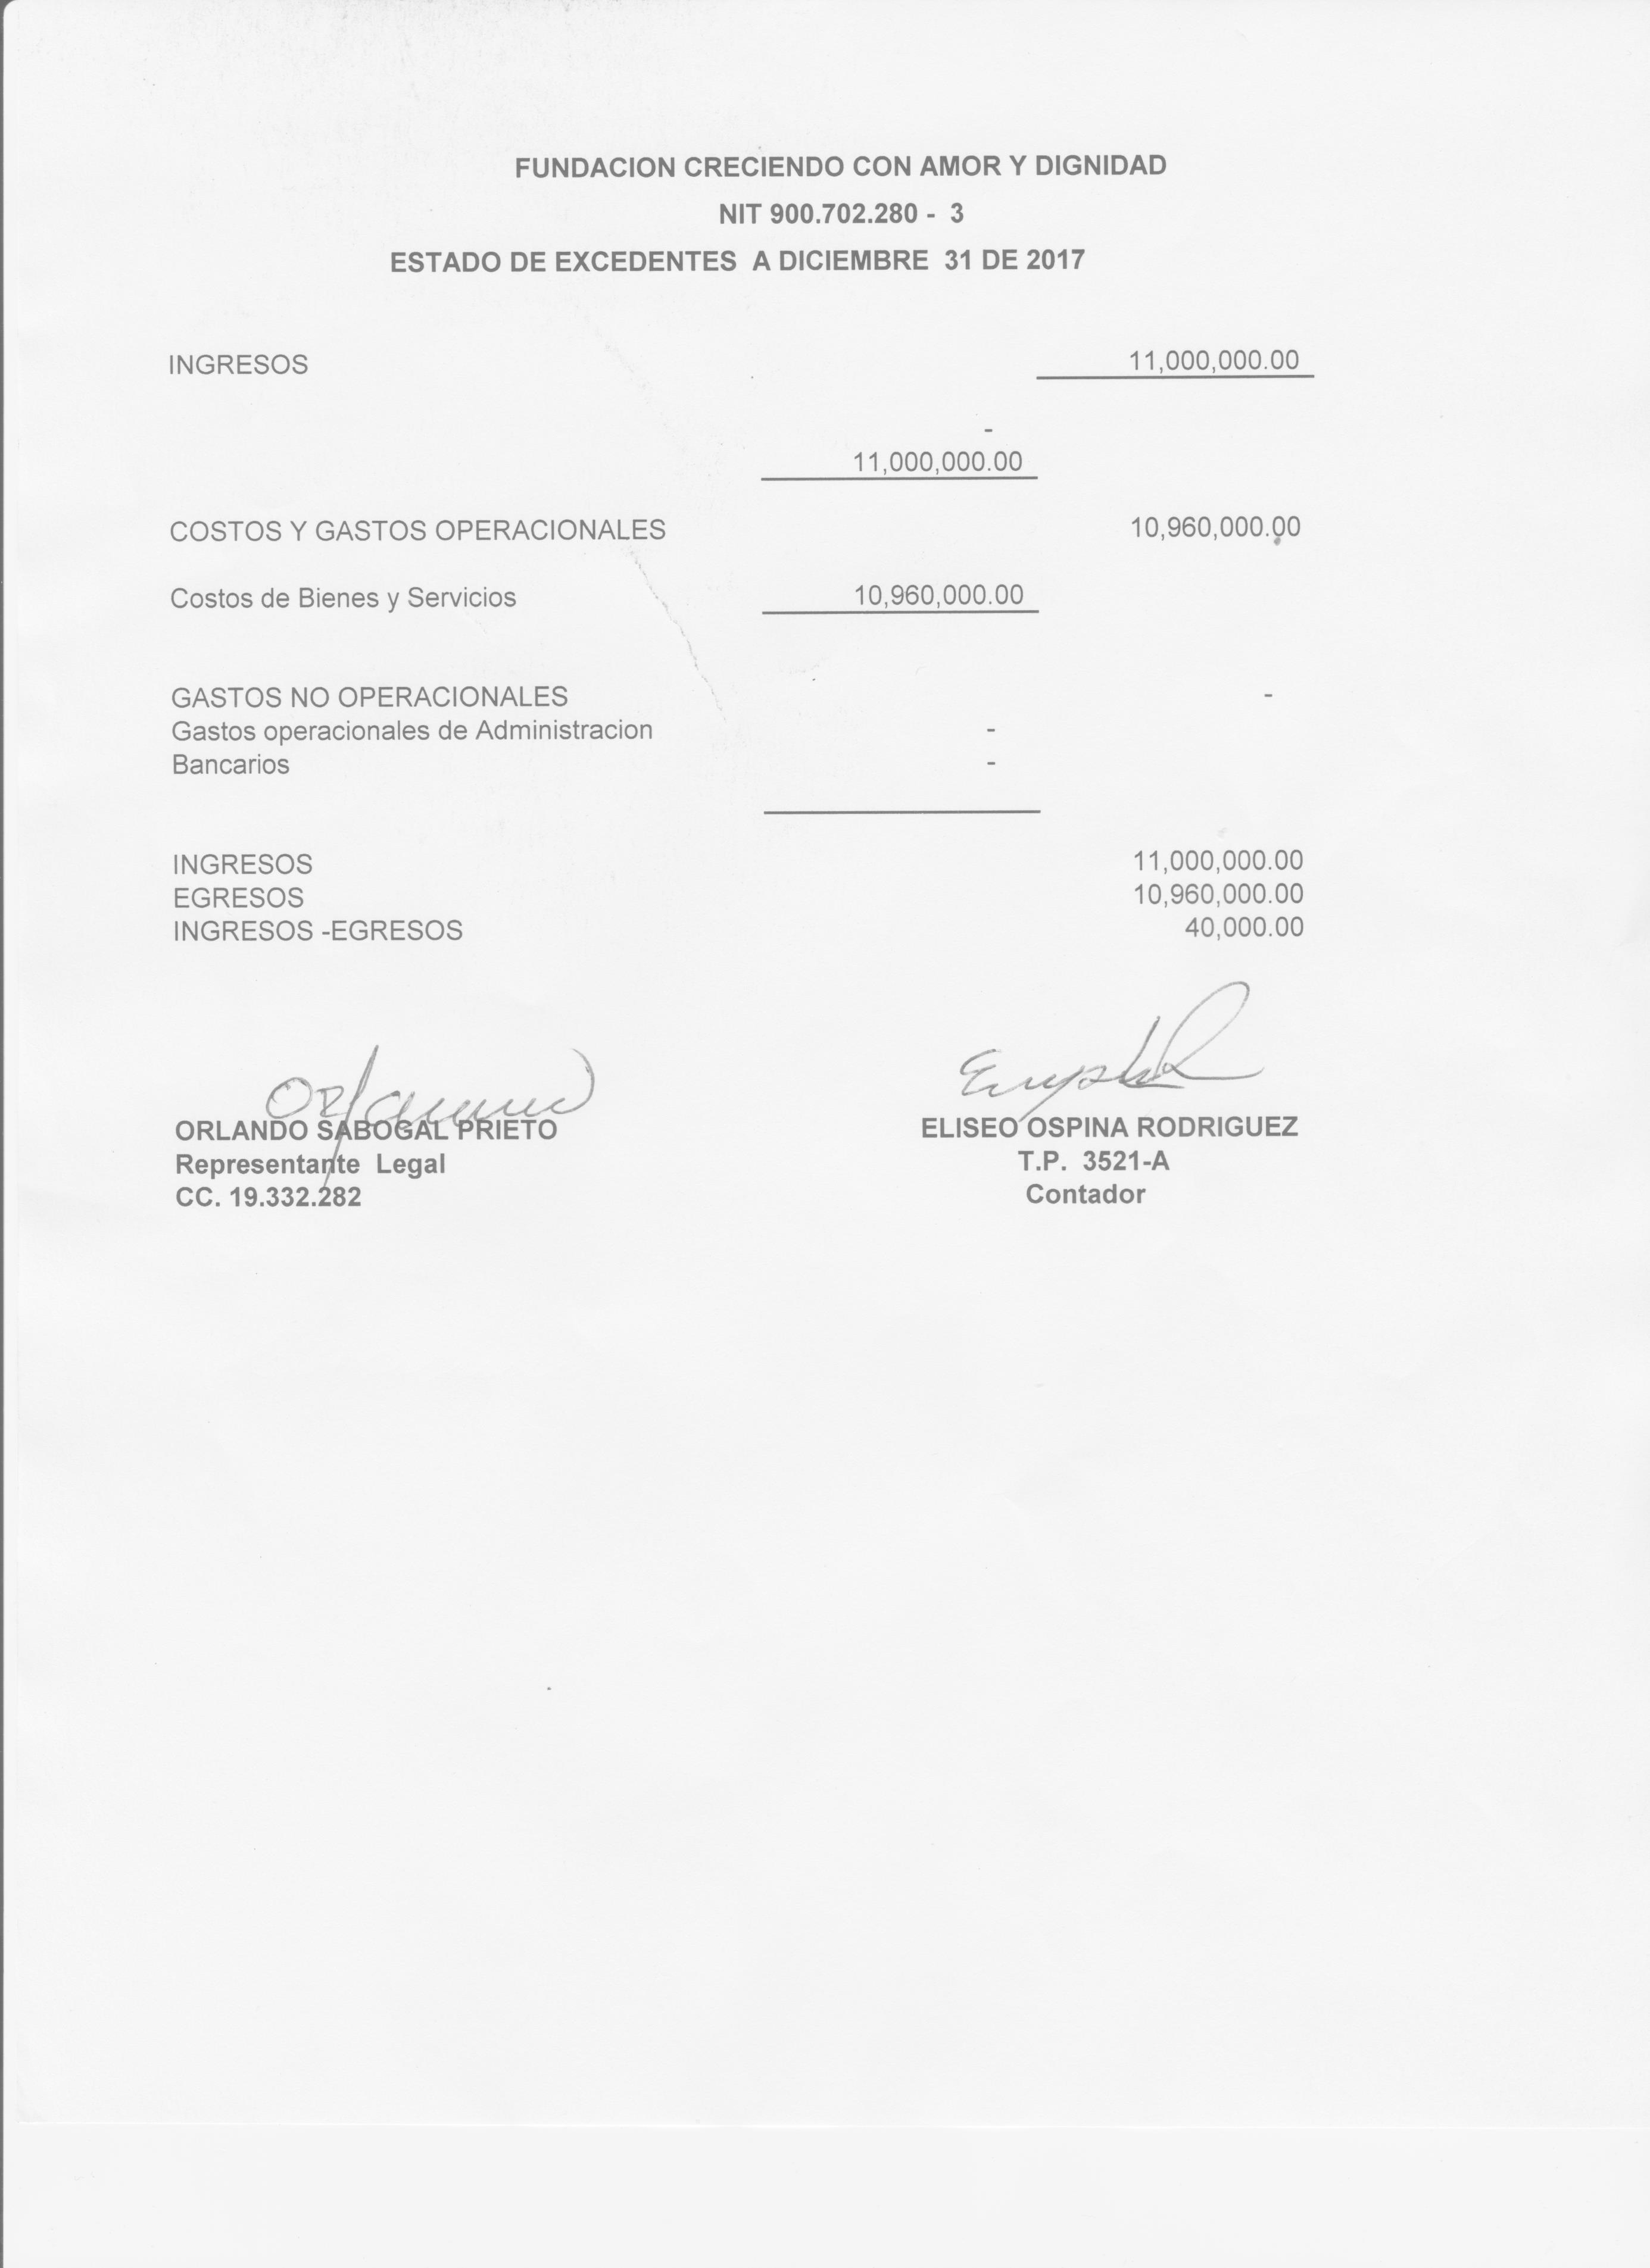 FUNDACION CRECIENDO CON AMOR Y DIGNIDAD
NIT 900.702.280 - 3
ESTADO DE EXCEDENTES A DICIEMBRE 31 DE 2017
INGRESOS 11,000,000.00
-
11,000,000.00
COSTOS Y GASTOS OPERACIONALES 10,960,000.00
Costos de Bienes y Servicios 10,960,000.00
GASTOS NO OPERACIONALES -
Gastos operacionales de Administracion -
Bancarios -
INGRESOS 11,000,000.00
EGRESOS 10,960,000.00
INGRESOS -EGRESOS 40,000.00
ORLANDO SABOGAL PRIETO ELISEO OSPINA RODRIGUEZ
Representante Legal T.P. 3521-A
CC. 19.332.282 Contador